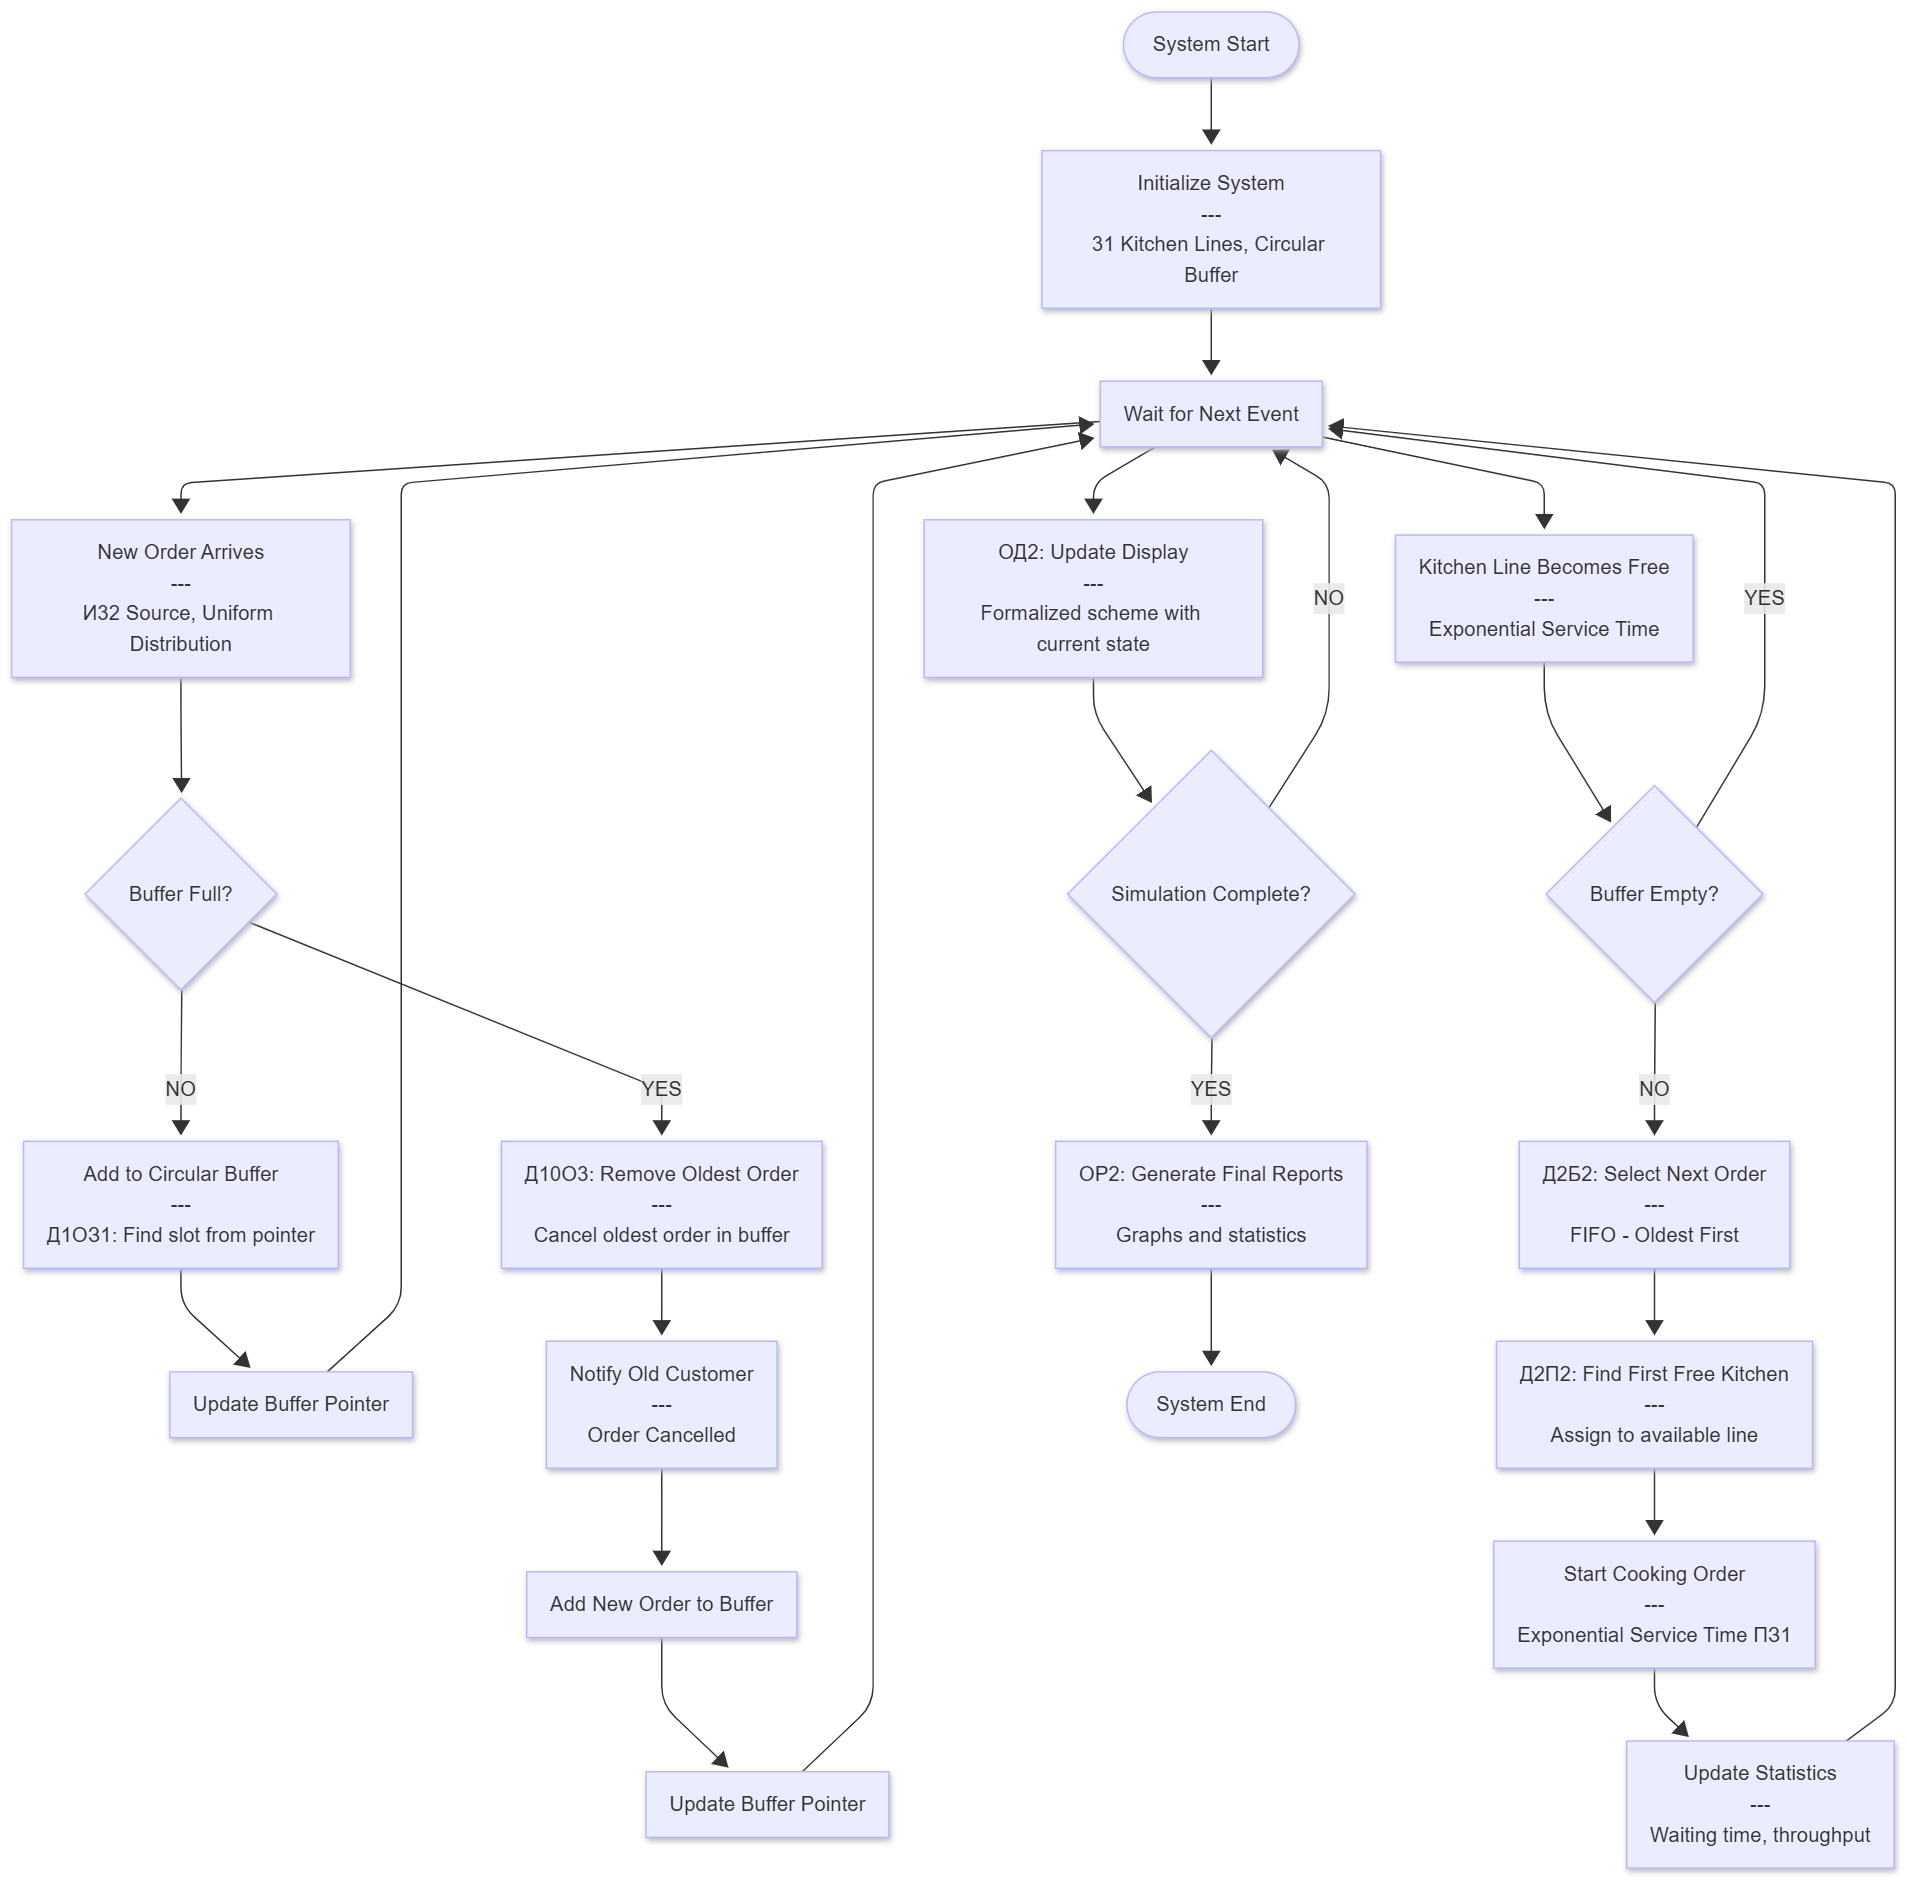 System Start
Initialize System
---
31 Kitchen Lines, Circular
Buffer
Wait for Next Event
New Order Arrives
---
И32 Source, Uniform
Distribution
ОД2: Update Display
---
Formalized scheme with
current state
NO
Kitchen Line Becomes Free
---
Exponential Service Time
YES
Buffer Full?
Simulation Complete?
Buffer Empty?
NO
YES
YES
NO
Add to Circular Buffer
---
Д1ОЗ1: Find slot from pointer
Д10О3: Remove Oldest Order
---
Cancel oldest order in buffer
ОР2: Generate Final Reports
---
Graphs and statistics
Д2Б2: Select Next Order
---
FIFO - Oldest First
Update Buffer Pointer
Notify Old Customer
---
Order Cancelled
System End
Д2П2: Find First Free Kitchen
---
Assign to available line
Add New Order to Buffer
Start Cooking Order
---
Exponential Service Time ПЗ1
Update Buffer Pointer
Update Statistics
---
Waiting time, throughput